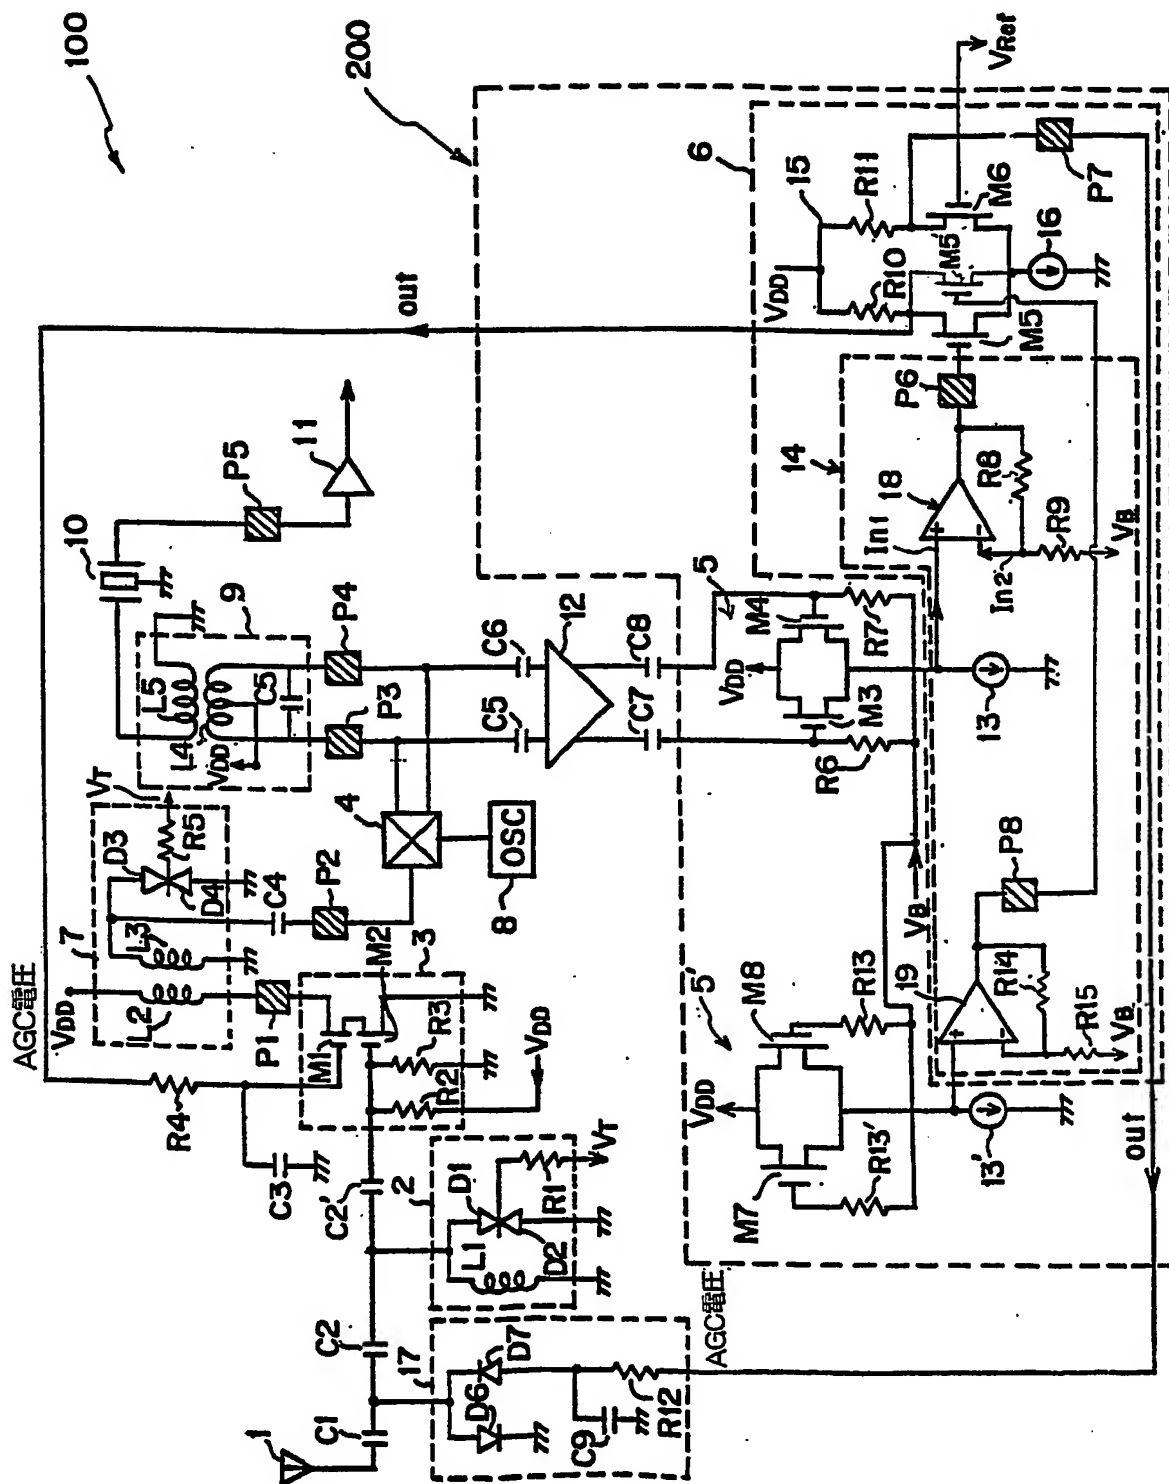 100
200
AGC電圧
R4
C3
VDD
L2
L3
7
D3
D4
R5
VT
P1
C4
P2
L5
L4
VDD
C5
9
10
P3
P4
P5
11
out
1
C1
C2
17
D6
D7
C9
R12
AGC電圧
C2'
2
L1
D1
D2
R1
VT
M1
M2
3
R2
R3
VDD
4
OSC
8
C5
C6
12
C7
C8
5
5'
M7
M8
VDD
R13'
R13
13'
VB
VDD
M3
M4
R6
R7
13
14
In1
In2
18
R8
R9
VB
P6
19
R14
R15
VB
P8
6
VDD
15
R10
R11
M5
M5'
M6
16
VRef
P7
out